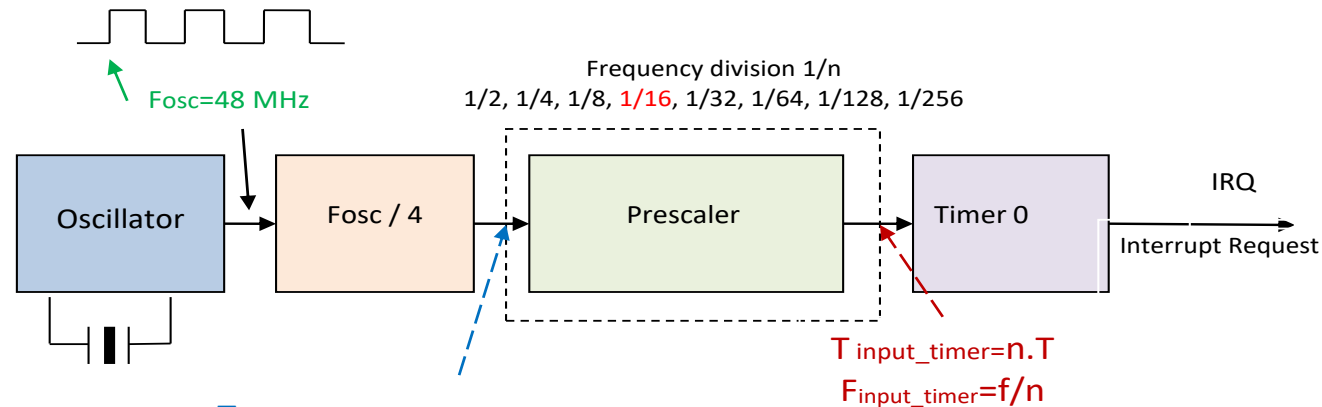 Fosc=48 MHz
Frequency division 1/n
1/2, 1/4, 1/8, 1/16, 1/32, 1/64, 1/128, 1/256
Oscillator
Fosc / 4
Prescaler
Timer 0
IRQ
Interrupt Request
T input_timer=n.T
Finput_timer=f/n